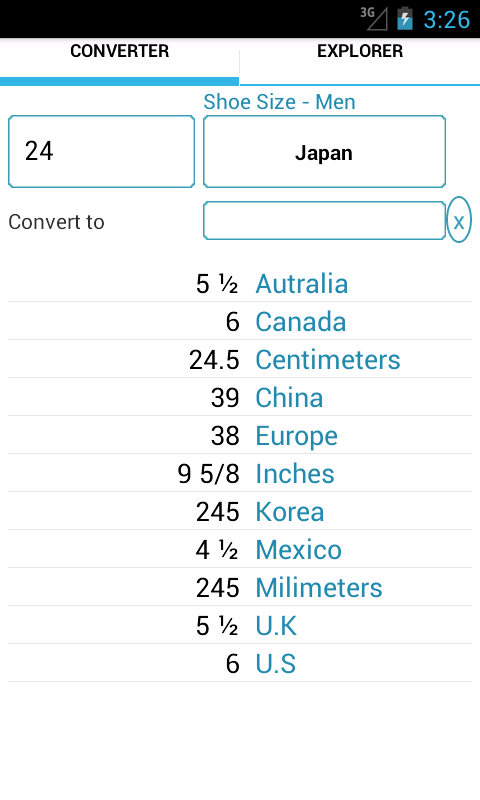 3G 3:26
CONVERTER EXPLORER
Shoe Size - Men
24 Japan
Convert to x
5 ½ Autralia
6 Canada
24.5 Centimeters
39 China
38 Europe
9 5/8 Inches
245 Korea
4 ½ Mexico
245 Milimeters
5 ½ U.K
6 U.S